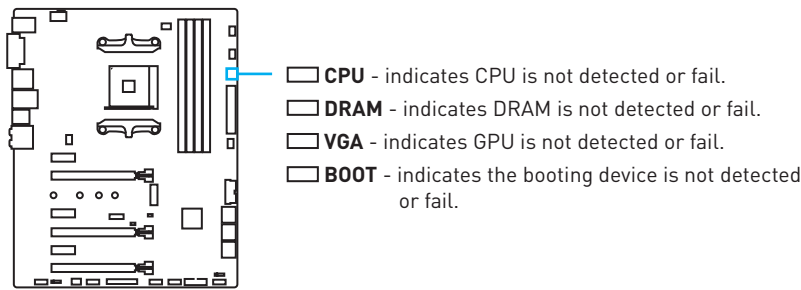 CPU - indicates CPU is not detected or fail.
DRAM - indicates DRAM is not detected or fail.
VGA - indicates GPU is not detected or fail.
BOOT - indicates the booting device is not detected
or fail.